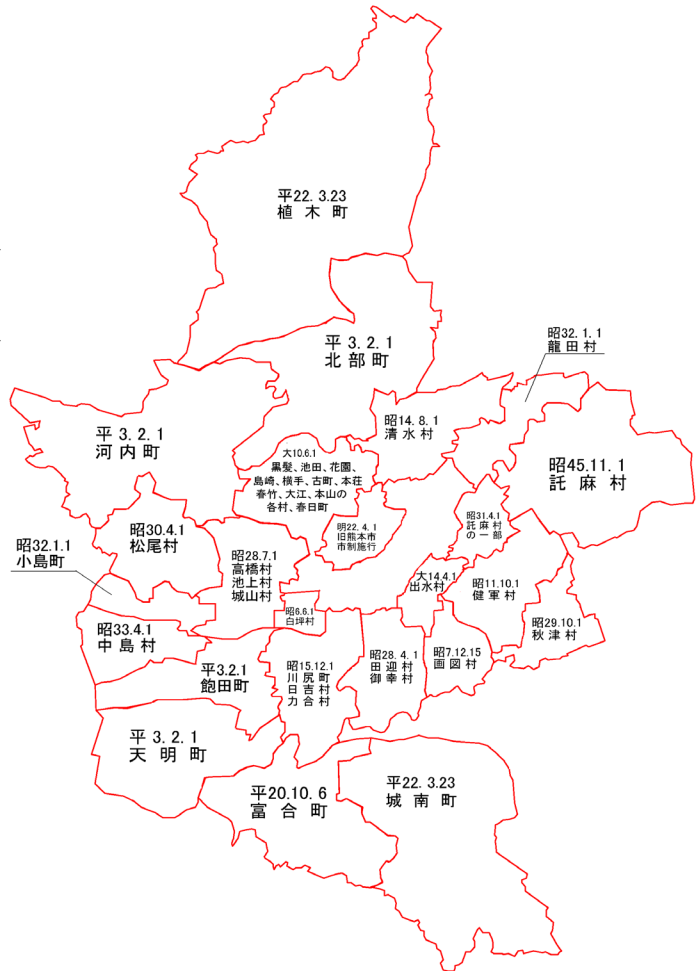 平22.3.23
植木町
平3.2.1
北部町
昭32.1.1
龍田村
昭14.8.1
清水村
平3.2.1
河内町
大10.6.1
黒髪、池田、花園、
島崎、横手、古町、本荘
春竹、大江、本山の
各村、春日町
昭45.11.1
託麻村
昭31.4.1
託麻村
の一部
明22.4.1
旧熊本市
市制施行
昭30.4.1
松尾村
昭32.1.1
小島町
昭28.7.1
高橋村
池上村
城山村
大14.4.1
出水村
昭11.10.1
健軍村
昭6.6.1
白坪村
昭29.10.1
秋津村
昭33.4.1
中島村
平3.2.1
飽田町
昭15.12.1
川尻町
日吉村
力合村
昭28.4.1
田迎村
御幸村
昭7.12.15
画図村
平3.2.1
天明町
平20.10.6
富合町
平22.3.23
城南町